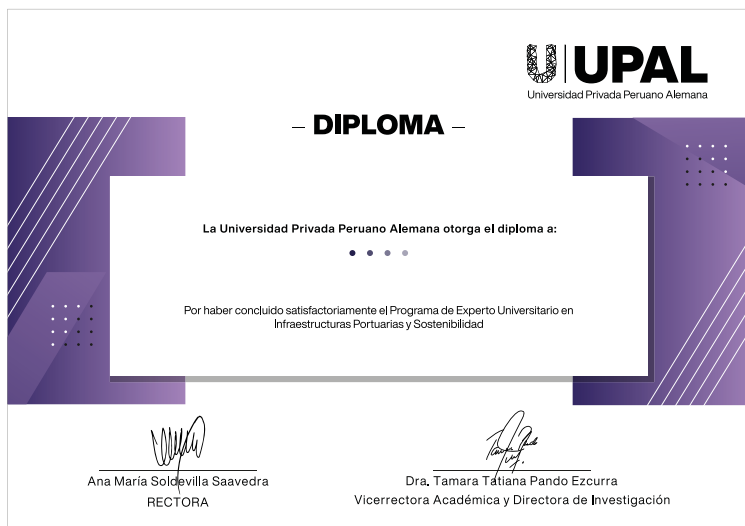 UPAL
Universidad Privada Peruano Alemana
– DIPLOMA –
La Universidad Privada Peruano Alemana otorga el diploma a:
Por haber concluido satisfactoriamente el Programa de Experto Universitario en
Infraestructuras Portuarias y Sostenibilidad
Ana María Soldevilla Saavedra
RECTORA
Dra. Tamara Tatiana Pando Ezcurra
Vicerrectora Académica y Directora de Investigación